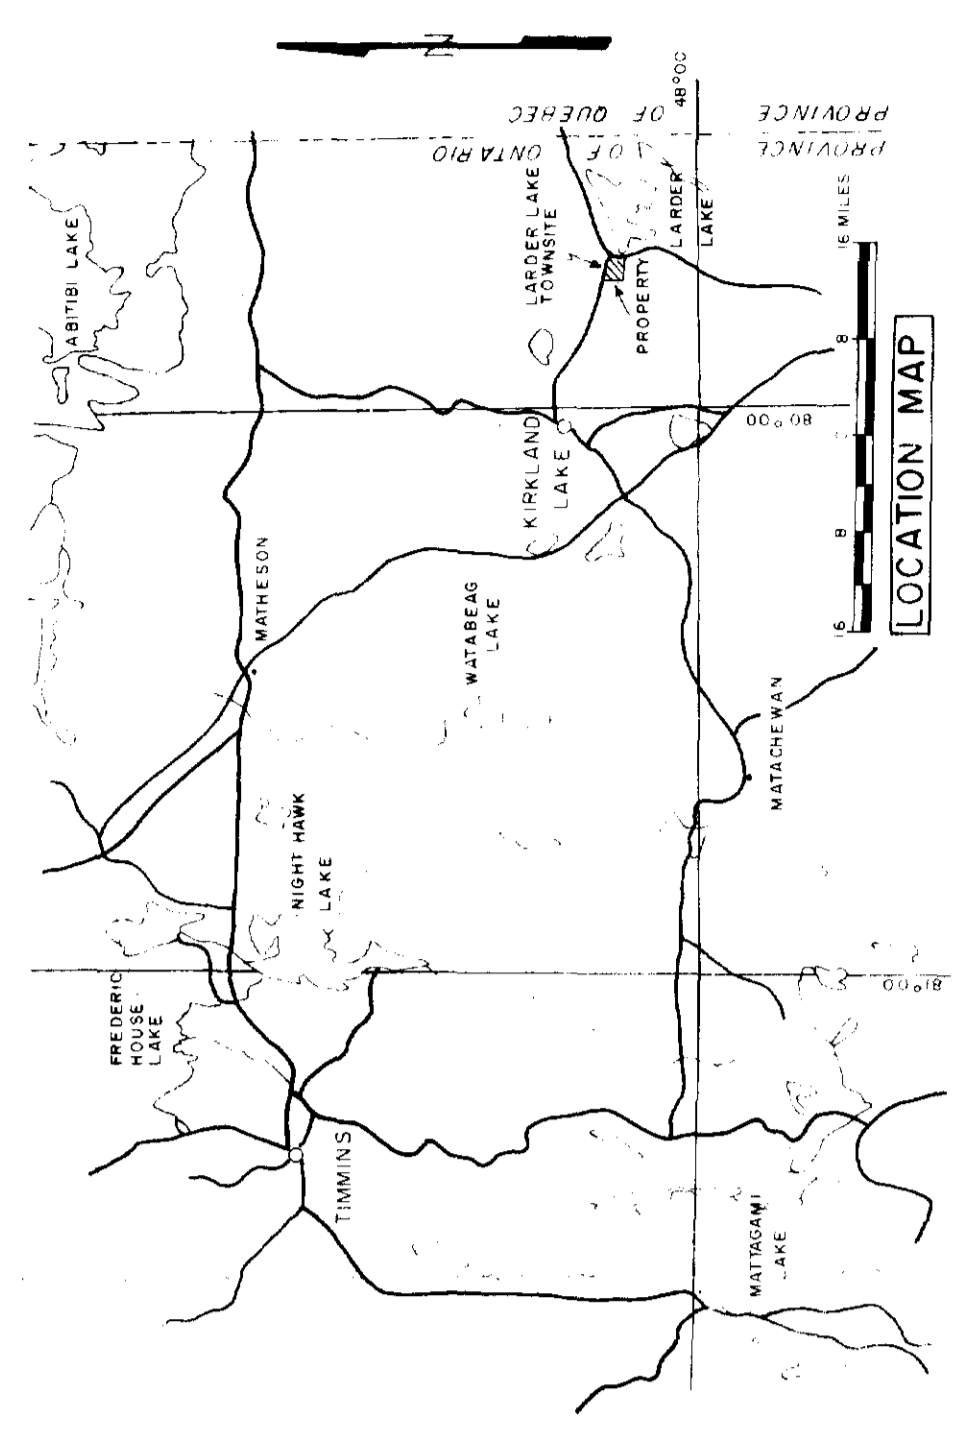 N
PROVINCE OF QUEBEC
PROVINCE OF ONTARIO
48°00
ABITIBI LAKE
LARDER LAKE
TOWNSITE
LARDER
LAKE
PROPERTY
KIRKLAND
LAKE
80°00
MATHESON
WATABEAG
LAKE
MATACHEWAN
NIGHT HAWK
LAKE
FREDERIC
HOUSE
LAKE
81°00
TIMMINS
MATTAGAMI
LAKE
16 8 0 8 16 MILES
LOCATION MAP